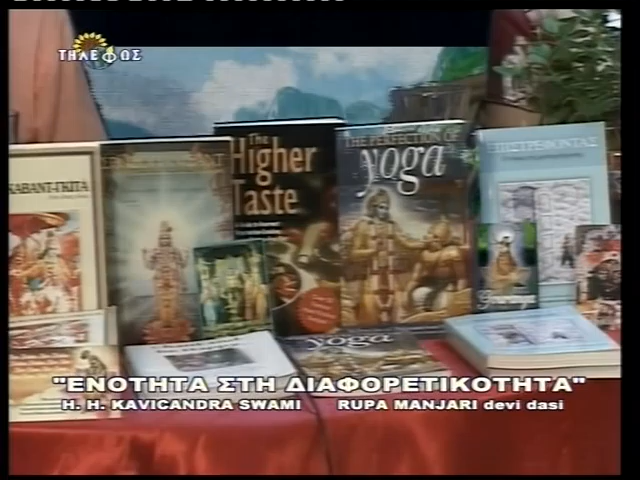 ΤΗΛΕΦΩΣ
ΚΑΒΑΝΤ-ΓΚΙΤΑ
The
Higher
Taste
THE PERFECTION OF
yoga
ΕΠΙΣΤΡΕΦΟΝΤΑΣ
yoga
"ΕΝΟΤΗΤΑ ΣΤΗ ΔΙΑΦΟΡΕΤΙΚΟΤΗΤΑ"
H. H. KAVICANDRA SWAMI RUPA MANJARI devi dasi